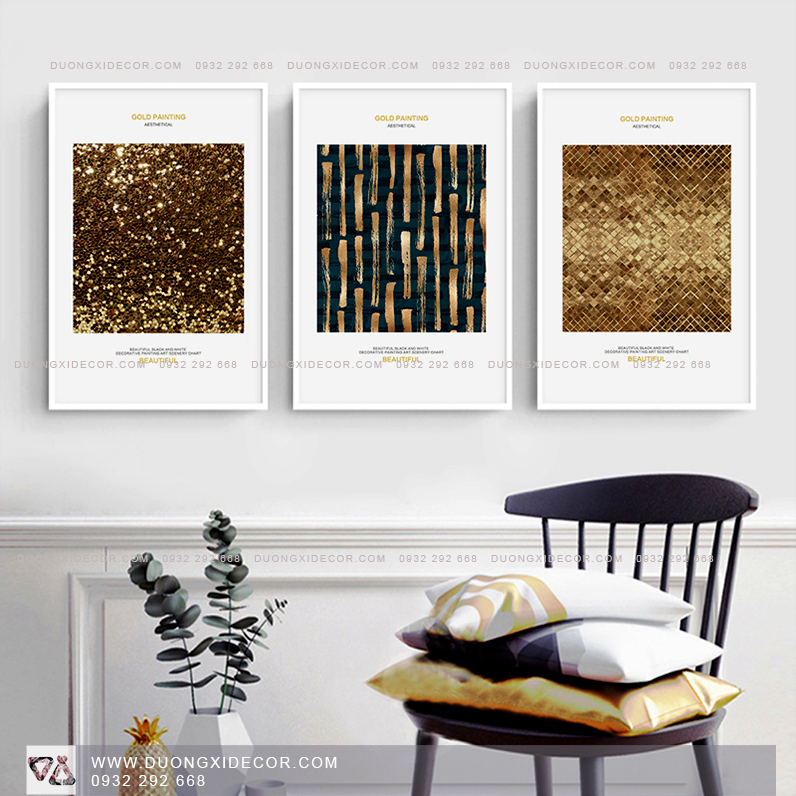 DUONGXIDECOR.COM 0932 292 668 DUONGXIDECOR.COM 0932 292 668 DUONGXIDECOR.COM 0932 292 668
GOLD PAINTING
AESTHETICAL
BEAUTIFUL BLACK AND WHITE
DECORATIVE PAINTING ART SCENERY CHART
BEAUTIFUL
GOLD PAINTING
AESTHETICAL
BEAUTIFUL BLACK AND WHITE
DECORATIVE PAINTING ART SCENERY CHART
BEAUTIFUL
GOLD PAINTING
AESTHETICAL
BEAUTIFUL BLACK AND WHITE
DECORATIVE PAINTING ART SCENERY CHART
BEAUTIFUL
DUONGXIDECOR.COM 0932 292 668 DUONGXIDECOR.COM 0932 292 668 DUONGXIDECOR.COM 0932 292 668
DUONGXIDECOR.COM 0932 292 668 DUONGXIDECOR.COM 0932 292 668 DUONGXIDECOR.COM 0932 292 668
WWW.DUONGXIDECOR.COM
0932 292 668